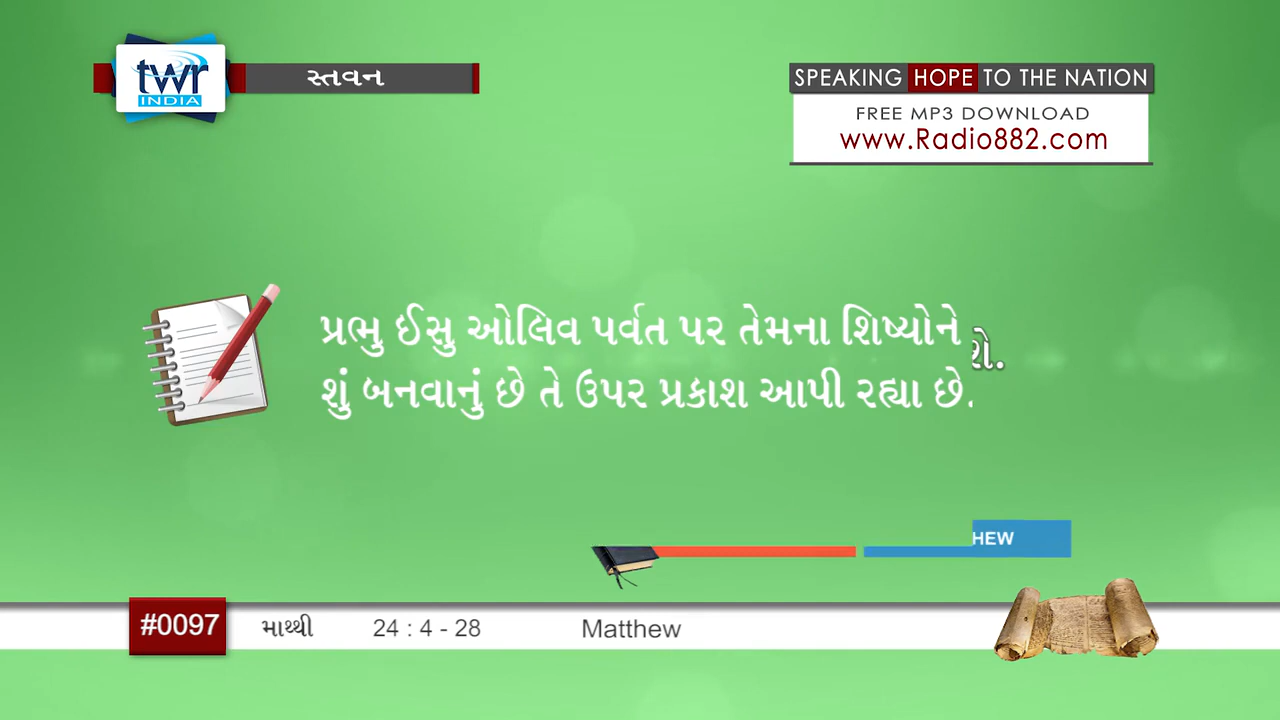 twr
INDIA
સ્તવન
SPEAKING HOPE TO THE NATION
FREE MP3 DOWNLOAD
www.Radio882.com
પ્રભુ ઈસુ ઓલિવ પર્વત પર તેમના શિષ્યોને
શું બનવાનું છે તે ઉપર પ્રકાશ આપી રહ્યા છે.
HEW
#0097 માથ્થી 24 : 4 - 28 Matthew